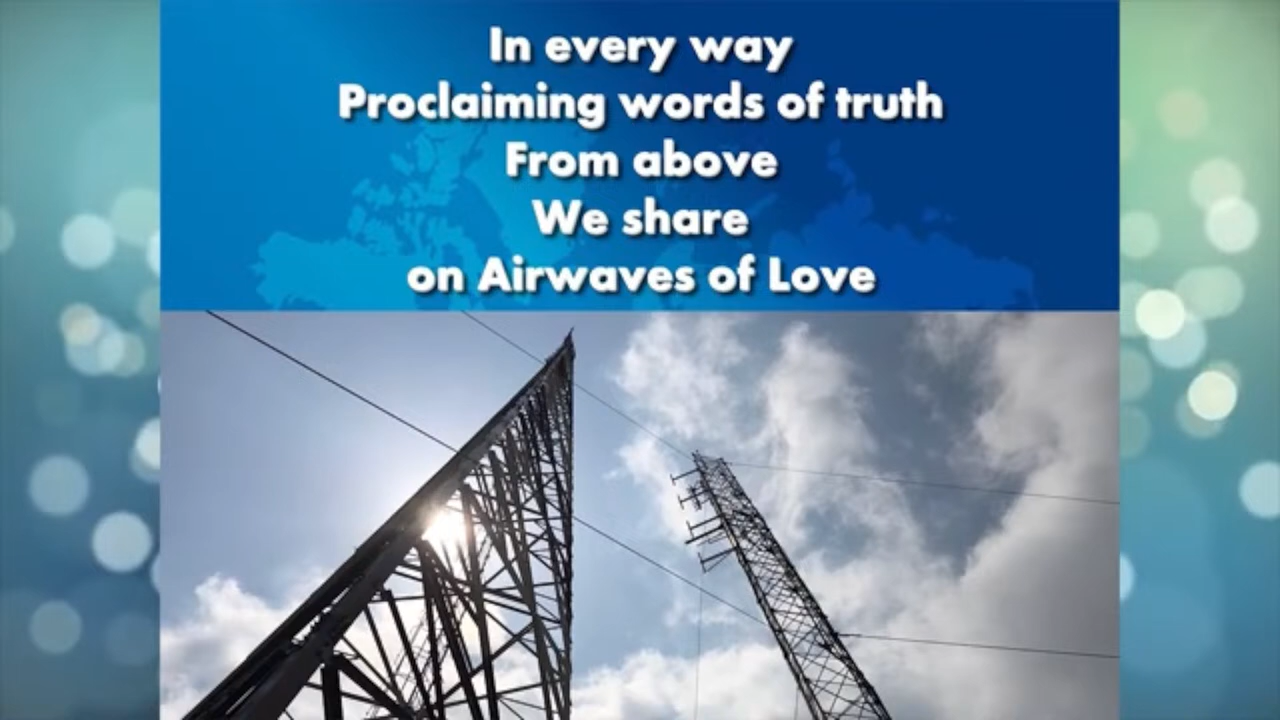 In every way
Proclaiming words of truth
From above
We share
on Airwaves of Love